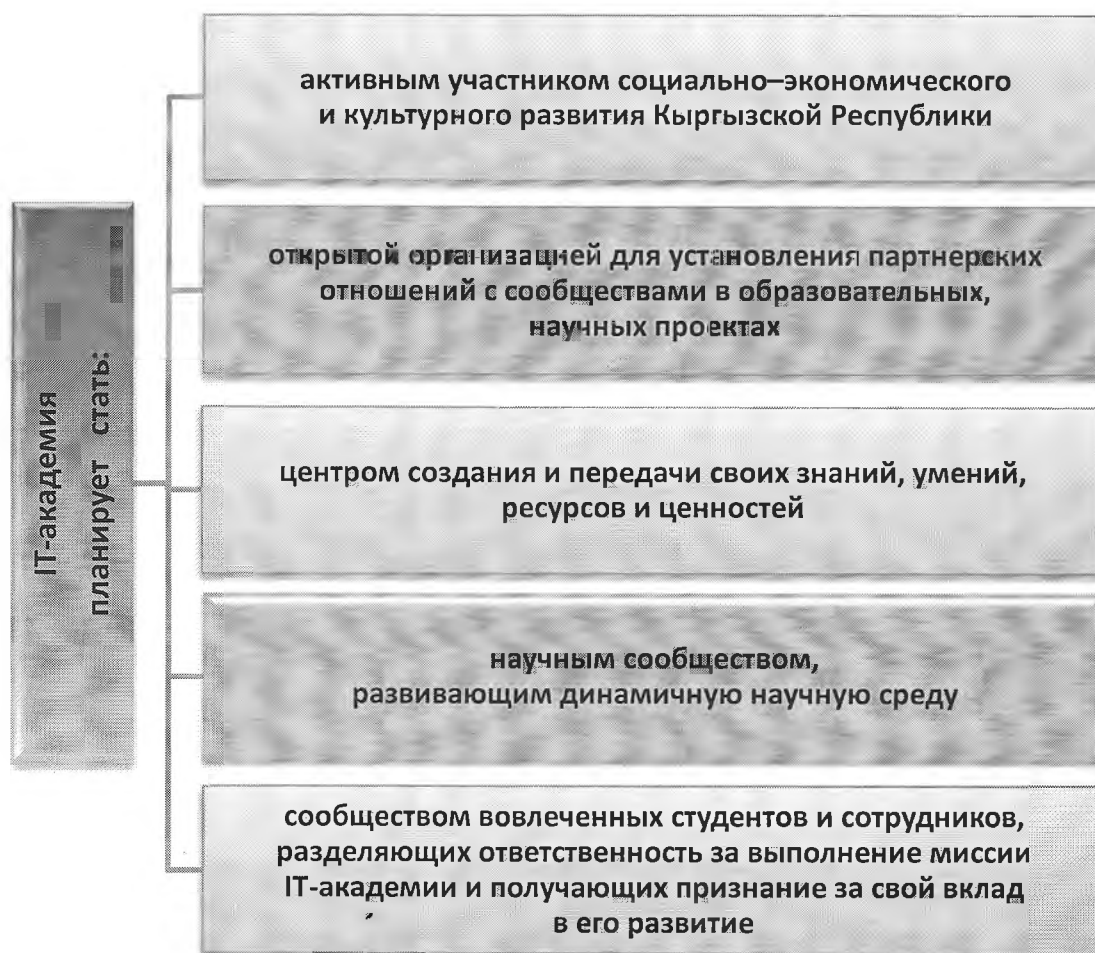 IT-академия
планирует стать:
активным участником социально–экономического
и культурного развития Кыргызской Республики
открытой организацией для установления партнерских
отношений с сообществами в образовательных,
научных проектах
центром создания и передачи своих знаний, умений,
ресурсов и ценностей
научным сообществом,
развивающим динамичную научную среду
сообществом вовлеченных студентов и сотрудников,
разделяющих ответственность за выполнение миссии
IT-академии и получающих признание за свой вклад
в его развитие